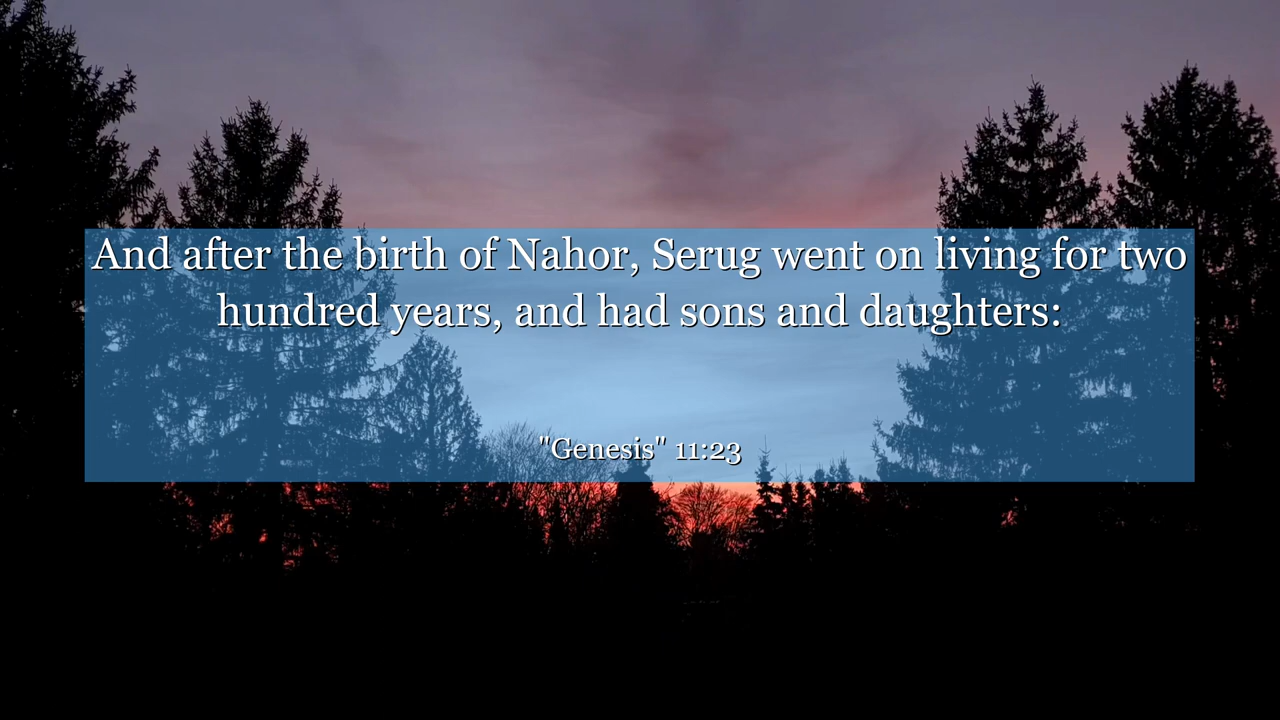 And after the birth of Nahor, Serug went on living for two
hundred years, and had sons and daughters:
"Genesis" 11:23